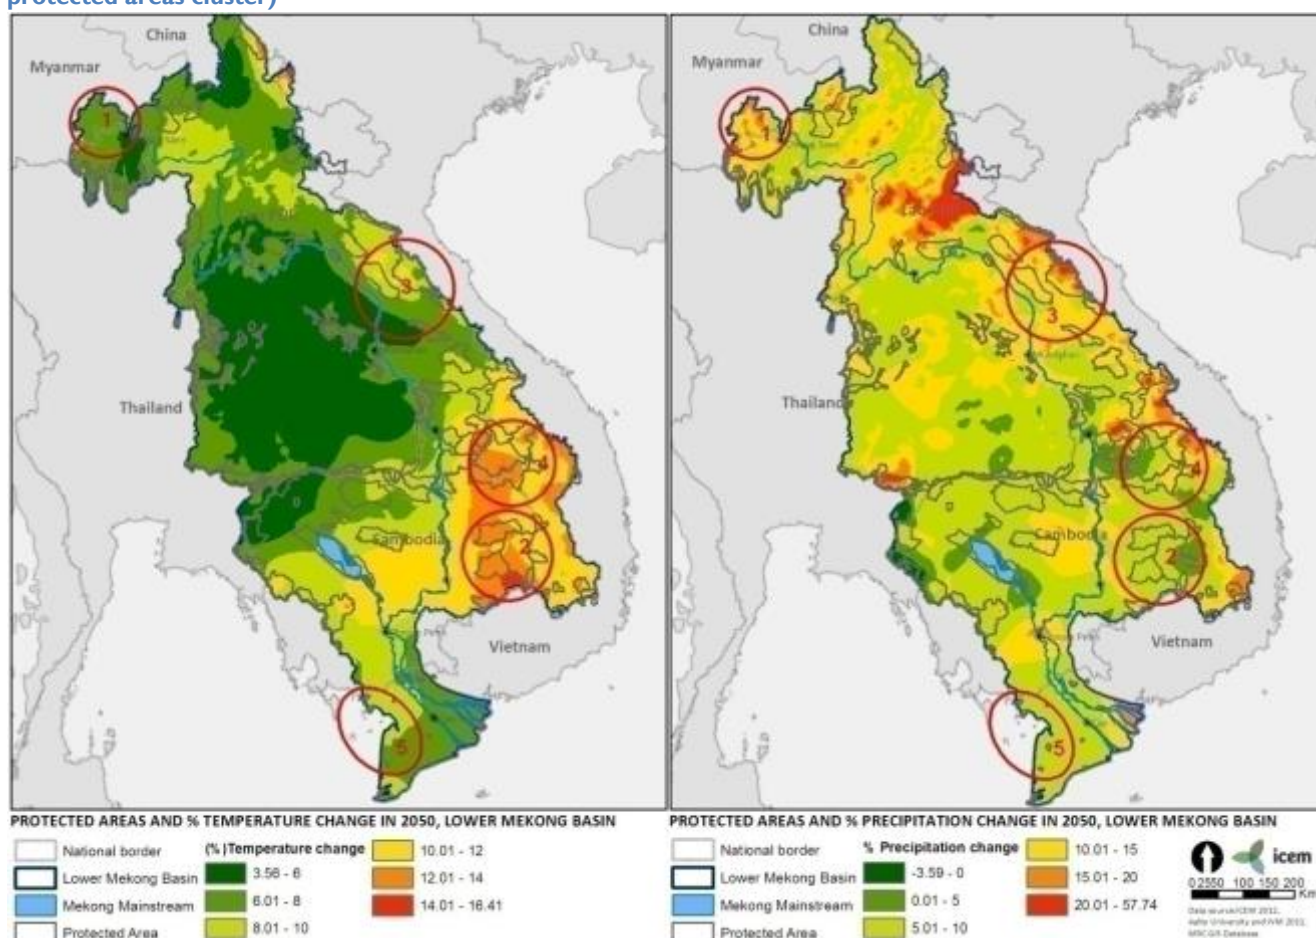 protected areas cluster)
China
Myanmar
1
3
Thailand
4
Cambodia
2
Vietnam
5
China
Myanmar
1
3
Thailand
4
Cambodia
2
Vietnam
5
PROTECTED AREAS AND % TEMPERATURE CHANGE IN 2050, LOWER MEKONG BASIN
National border
Lower Mekong Basin
Mekong Mainstream
Protected Area
(%)Temperature change
3.56 - 6
6.01 - 8
8.01 - 10
10.01 - 12
12.01 - 14
14.01 - 16.41
PROTECTED AREAS AND % PRECIPITATION CHANGE IN 2050, LOWER MEKONG BASIN
National border
Lower Mekong Basin
Mekong Mainstream
Protected Area
% Precipitation change
-3.59 - 0
0.01 - 5
5.01 - 10
10.01 - 15
15.01 - 20
20.01 - 57.74
icem
0 2550 100 150 200
Km